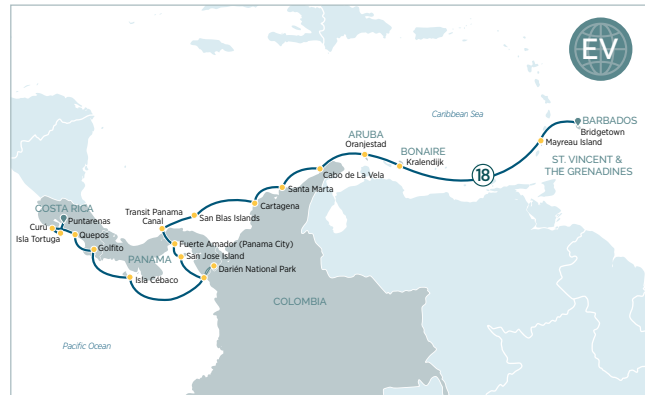 EV
Caribbean Sea
BARBADOS
Bridgetown
ARUBA
Oranjestad
Mayreau Island
BONAIRE
Kralendijk
ST. VINCENT &
THE GRENADINES
Cabo de La Vela
18
Santa Marta
Cartagena
COSTA RICA
Puntarenas
Transit Panama
Canal
San Blas Islands
Curú
Isla Tortuga
Quepos
Golfito
Fuerte Amador (Panama City)
PANAMA
San Jose Island
Darién National Park
Isla Cébaco
COLOMBIA
Pacific Ocean